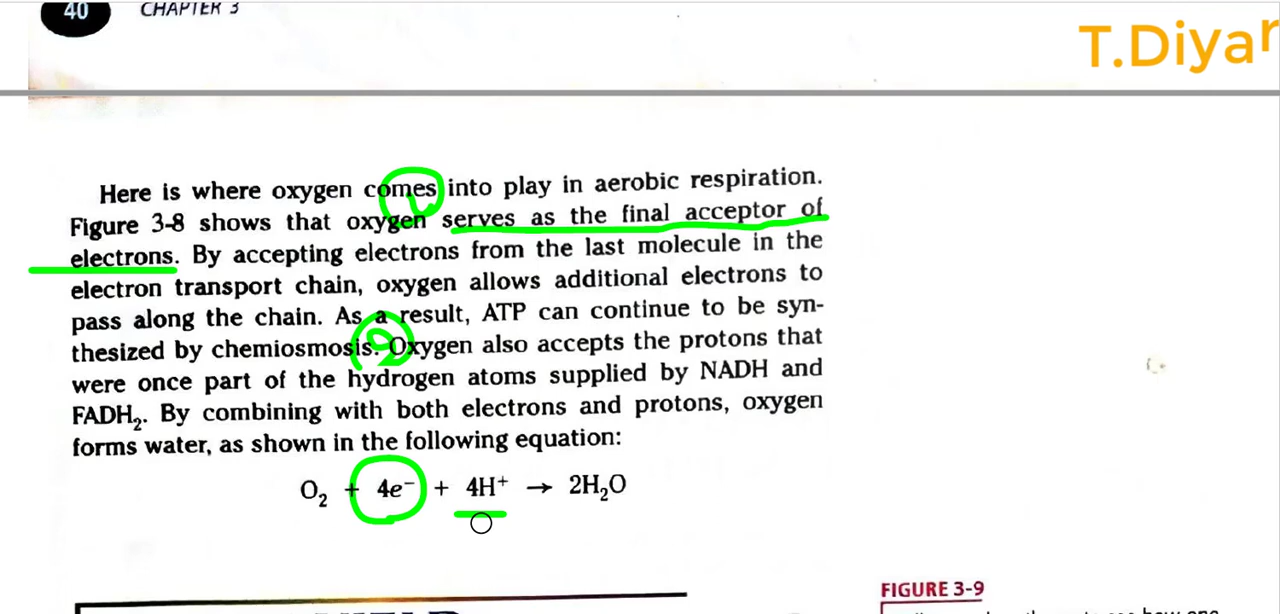 40 CHAPTER 3
T.Diyar
Here is where oxygen comes into play in aerobic respiration.
Figure 3-8 shows that oxygen serves as the final acceptor of
electrons. By accepting electrons from the last molecule in the
electron transport chain, oxygen allows additional electrons to
pass along the chain. As a result, ATP can continue to be syn-
thesized by chemiosmosis. Oxygen also accepts the protons that
were once part of the hydrogen atoms supplied by NADH and
FADH₂. By combining with both electrons and protons, oxygen
forms water, as shown in the following equation:
O₂ + 4e⁻ + 4H⁺ → 2H₂O
FIGURE 3-9